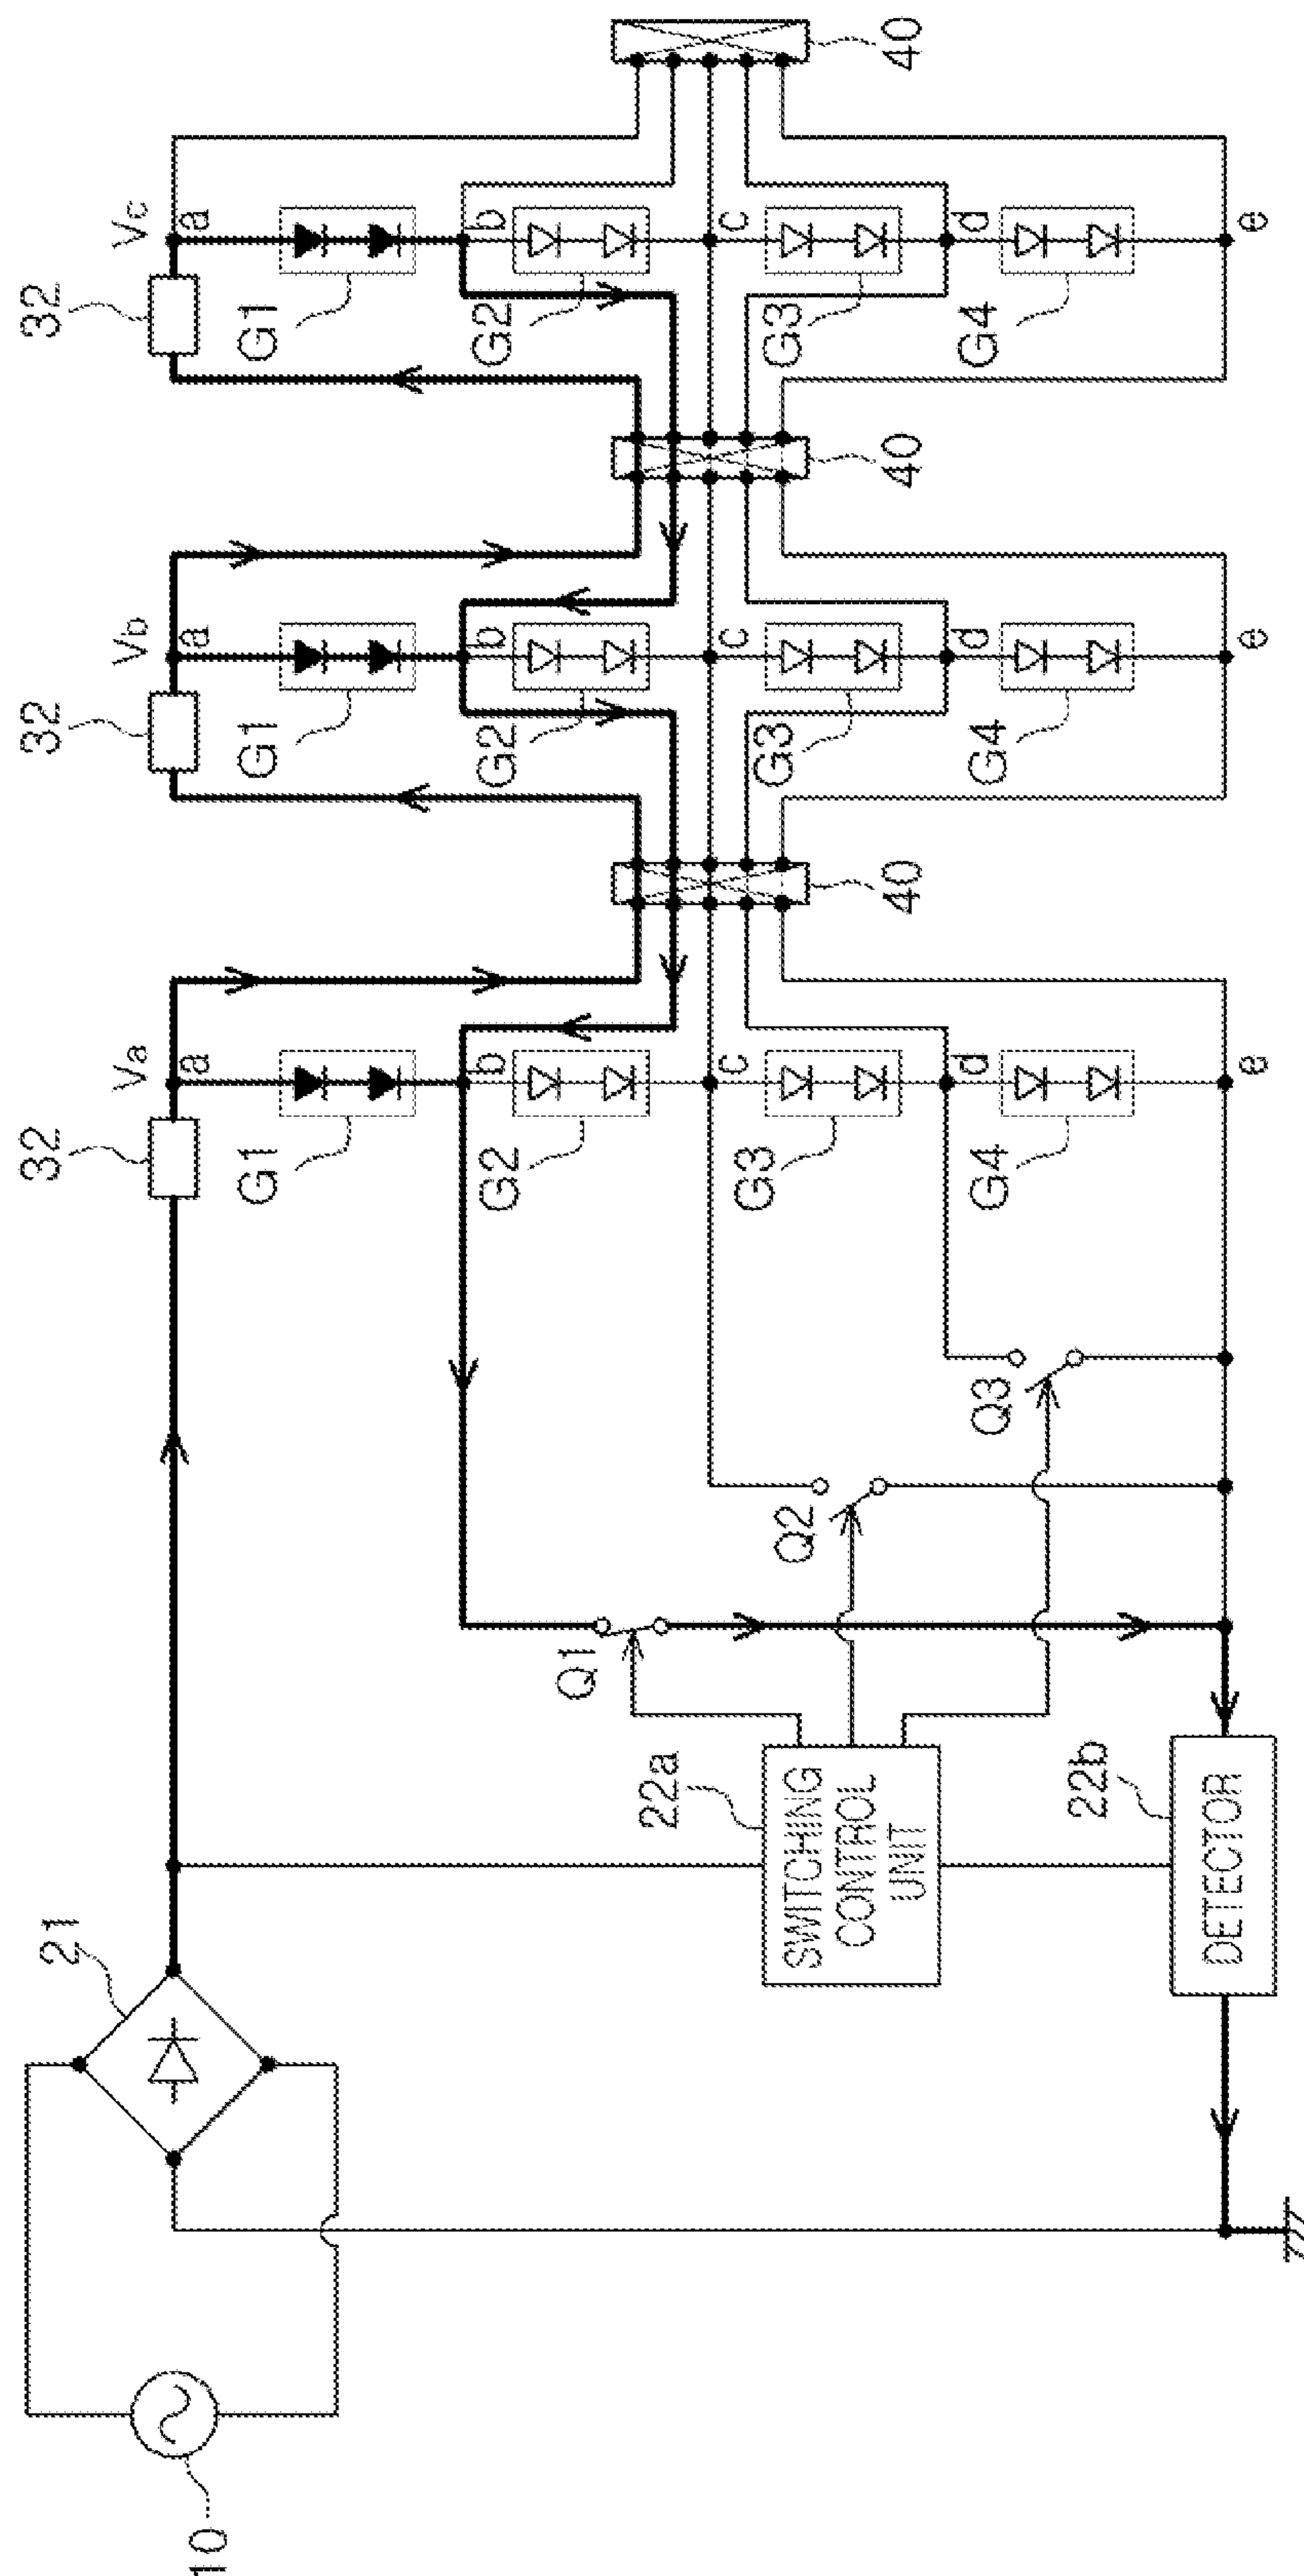 10
21
32
Va
a
32
Vb
a
32
Vc
a
G1
G1
G1
b
b
b
G2
G2
G2
40
40
40
c
c
c
G3
G3
G3
d
d
d
G4
G4
G4
e
e
e
Q1
Q2
Q3
22a
SWITCHING
CONTROL
UNIT
22b
DETECTOR